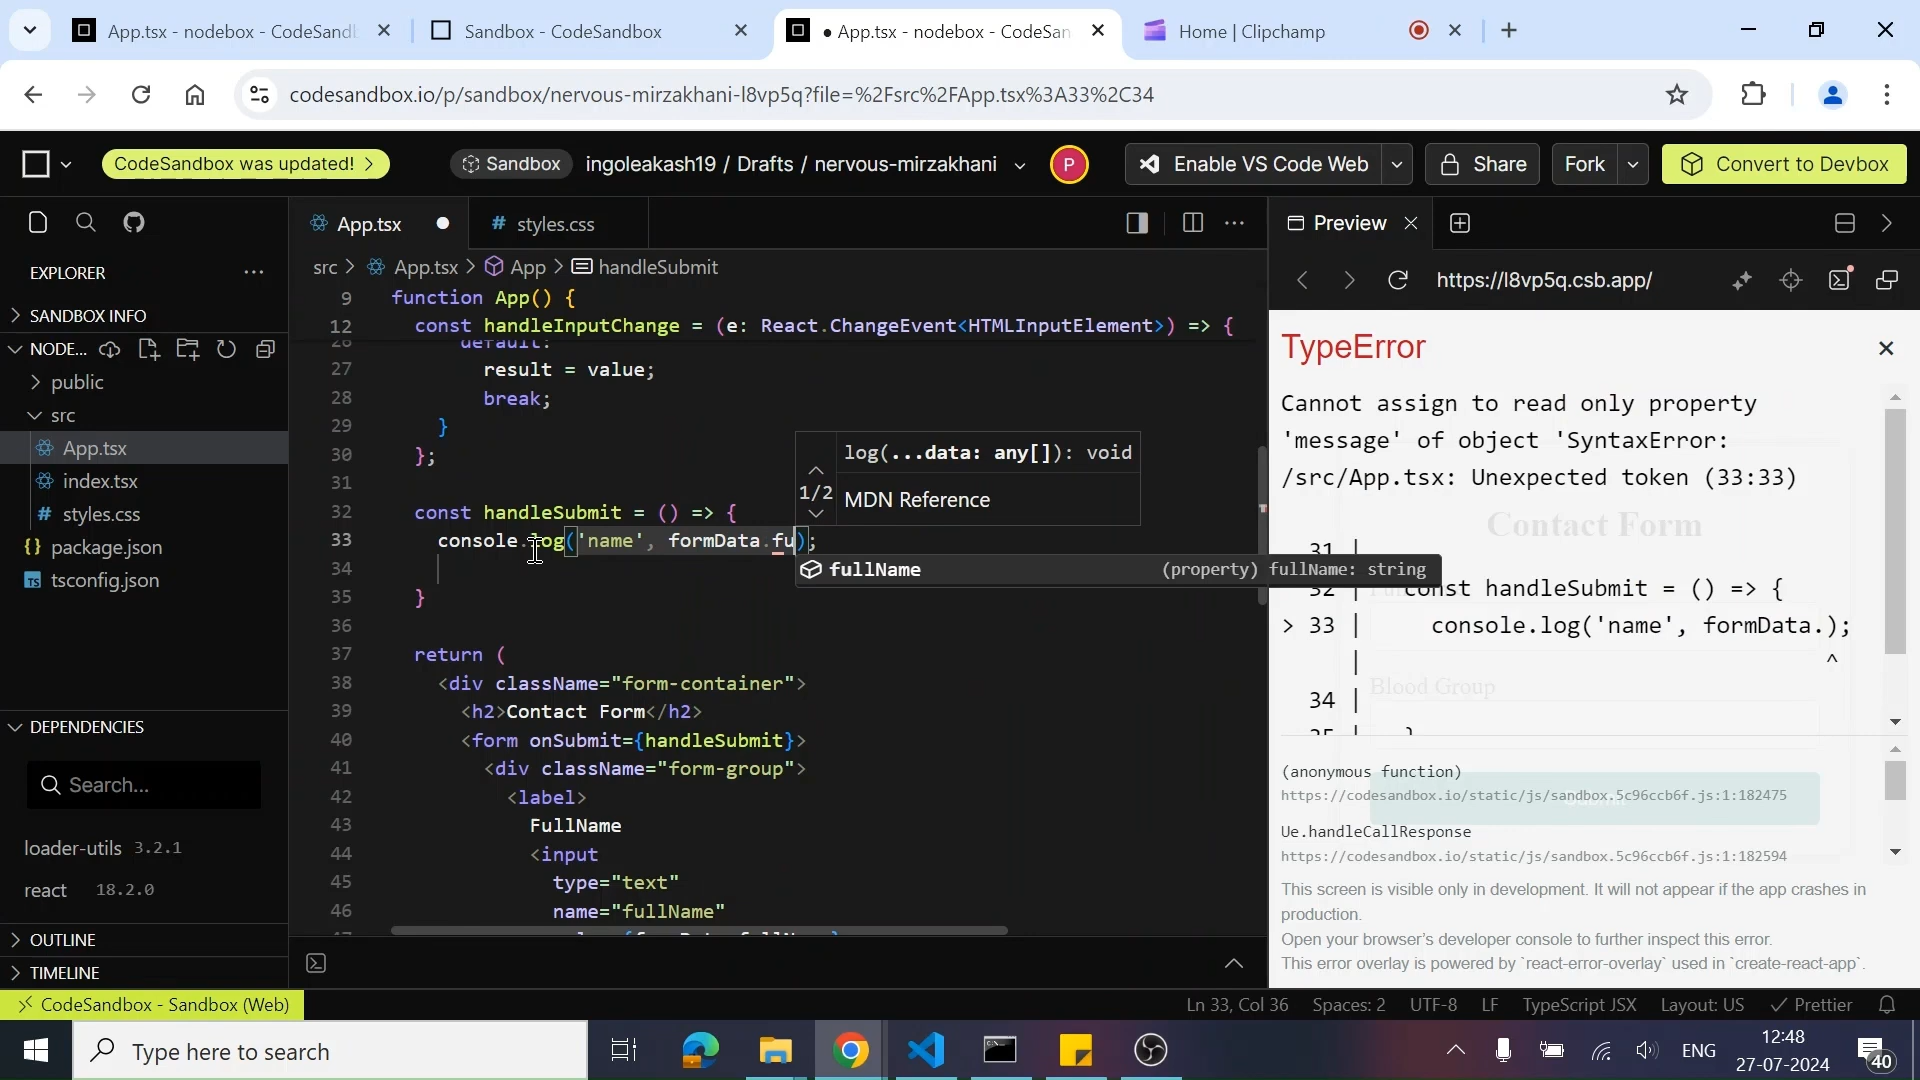 App.tsx - nodebox - CodeSand
Sandbox - CodeSandbox
● App.tsx - nodebox - CodeSan
Home | Clipchamp
codesandbox.io/p/sandbox/nervous-mirzakhani-l8vp5q?file=%2Fsrc%2FApp.tsx%3A33%2C34
CodeSandbox was updated!
Sandbox
ingoleakash19 / Drafts / nervous-mirzakhani
P
Enable VS Code Web
Share
Fork
Convert to Devbox
App.tsx
# styles.css
Preview
src > App.tsx > App > handleSubmit
https://l8vp5q.csb.app/
EXPLORER
SANDBOX INFO
NODE...
public
src
App.tsx
index.tsx
# styles.css
{} package.json
TS tsconfig.json
DEPENDENCIES
Search...
loader-utils 3.2.1
react 18.2.0
OUTLINE
TIMELINE
9 function App() {
12 const handleInputChange = (e: React.ChangeEvent<HTMLInputElement>) => {
26 default:
27 result = value;
28 break;
29 }
30 };
31
32 const handleSubmit = () => {
33 console.log('name', formData.fu);
34
35 }
36
37 return (
38 <div className="form-container">
39 <h2>Contact Form</h2>
40 <form onSubmit={handleSubmit}>
41 <div className="form-group">
42 <label>
43 FullName
44 <input
45 type="text"
46 name="fullName"
log(...data: any[]): void
1/2
MDN Reference
fullName (property) fullName: string
TypeError
Cannot assign to read only property
'message' of object 'SyntaxError:
/src/App.tsx: Unexpected token (33:33)
Contact Form
31 |
32 | const handleSubmit = () => {
> 33 | console.log('name', formData.);
| ^
Blood Group
34 |
35 | }
(anonymous function)
https://codesandbox.io/static/js/sandbox.5c96ccb6f.js:1:182475
Ue.handleCallResponse
https://codesandbox.io/static/js/sandbox.5c96ccb6f.js:1:182594
This screen is visible only in development. It will not appear if the app crashes in
production.
Open your browser's developer console to further inspect this error.
This error overlay is powered by `react-error-overlay` used in `create-react-app`.
CodeSandbox - Sandbox (Web)
Ln 33, Col 36
Spaces: 2
UTF-8
LF
TypeScript JSX
Layout: US
Prettier
Type here to search
ENG
12:48
27-07-2024
40